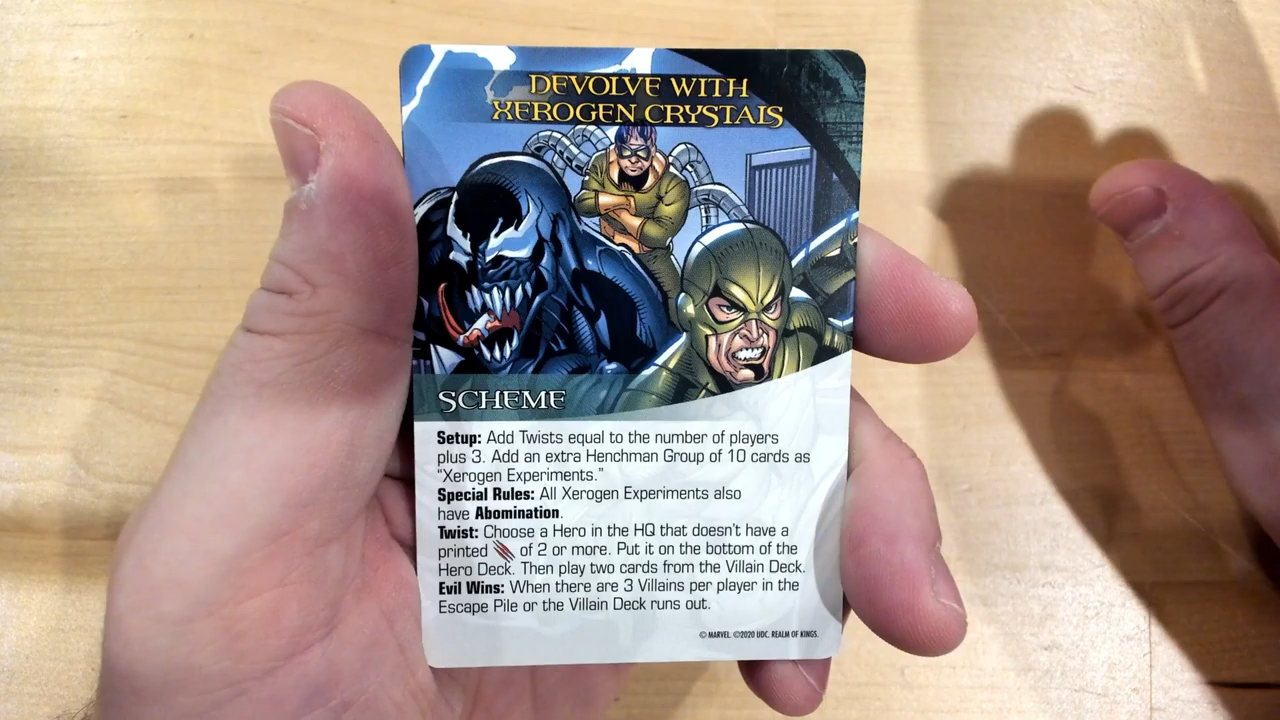 DEVOLVE WITH
XEROGEN CRYSTALS
SCHEME
Setup: Add Twists equal to the number of players
plus 3. Add an extra Henchman Group of 10 cards as
“Xerogen Experiments.”
Special Rules: All Xerogen Experiments also
have Abomination.
Twist: Choose a Hero in the HQ that doesn't have a
printed of 2 or more. Put it on the bottom of the
Hero Deck. Then play two cards from the Villain Deck.
Evil Wins: When there are 3 Villains per player in the
Escape Pile or the Villain Deck runs out.
© MARVEL. ©2020 UDC. REALM OF KINGS.